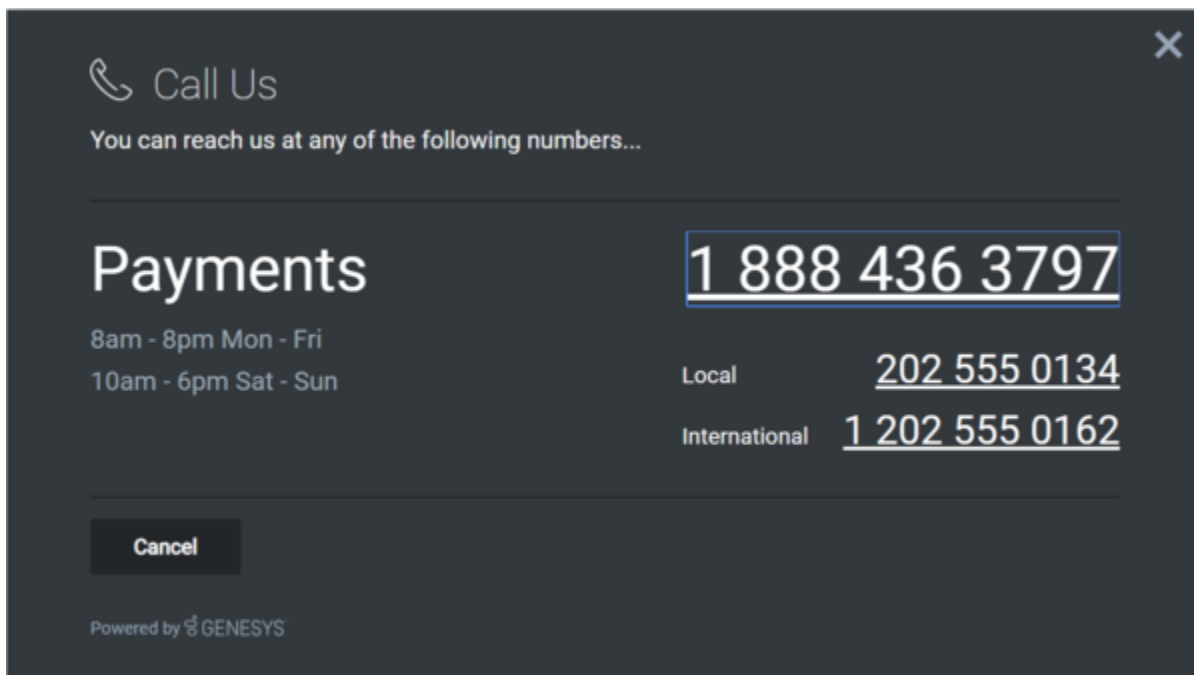 Call Us
You can reach us at any of the following numbers...
Payments
1 888 436 3797
8am - 8pm Mon - Fri
10am - 6pm Sat - Sun
Local 202 555 0134
International 1 202 555 0162
Cancel
Powered by GENESYS